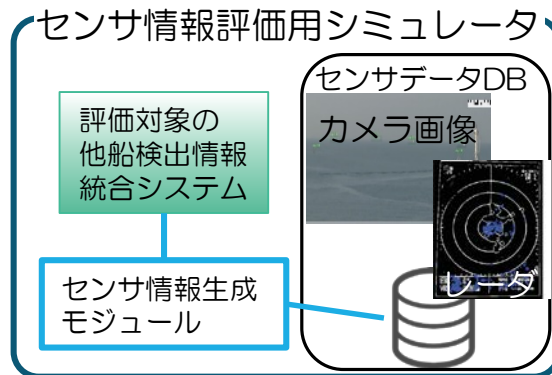 センサ情報評価用シミュレータ
センサデータDB
カメラ画像
レーダ
評価対象の
他船検出情報
統合システム
センサ情報生成
モジュール